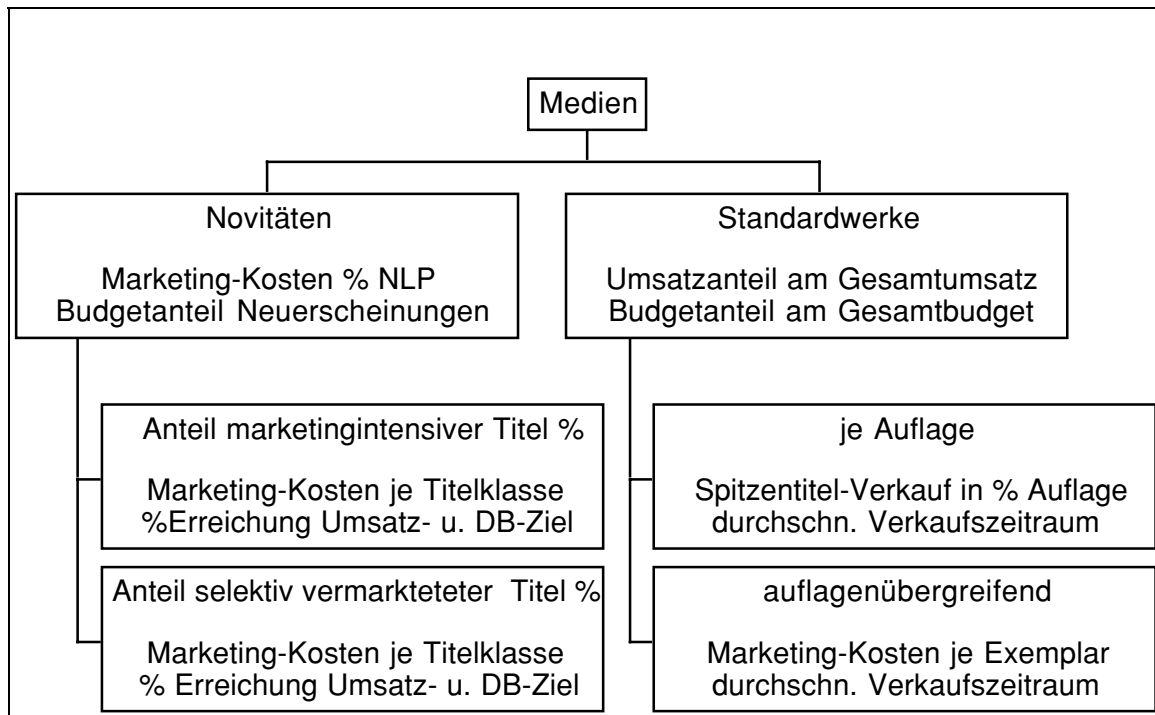 Medien
Novitäten
Marketing-Kosten % NLP
Budgetanteil Neuerscheinungen
Standardwerke
Umsatzanteil am Gesamtumsatz
Budgetanteil am Gesamtbudget
Anteil marketingintensiver Titel %
Marketing-Kosten je Titelklasse
%Erreichung Umsatz- u. DB-Ziel
je Auflage
Spitzentitel-Verkauf in % Auflage
durchschn. Verkaufszeitraum
Anteil selektiv vermarkteteter Titel %
Marketing-Kosten je Titelklasse
% Erreichung Umsatz- u. DB-Ziel
auflagenübergreifend
Marketing-Kosten je Exemplar
durchschn. Verkaufszeitraum